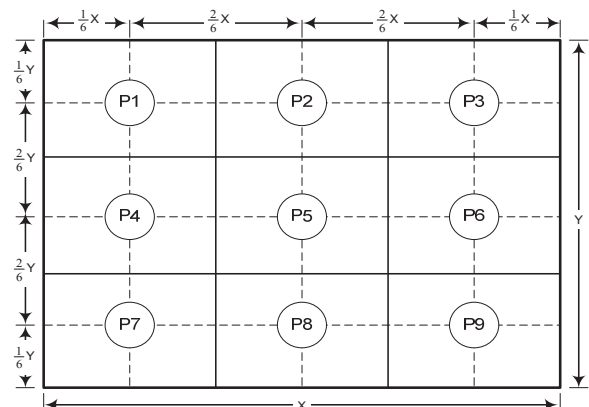 1/6 X 2/6 X 2/6 X 1/6 X
1/6 Y
P1 P2 P3
2/6 Y
P4 P5 P6
Y
2/6 Y
P7 P8 P9
1/6 Y
X